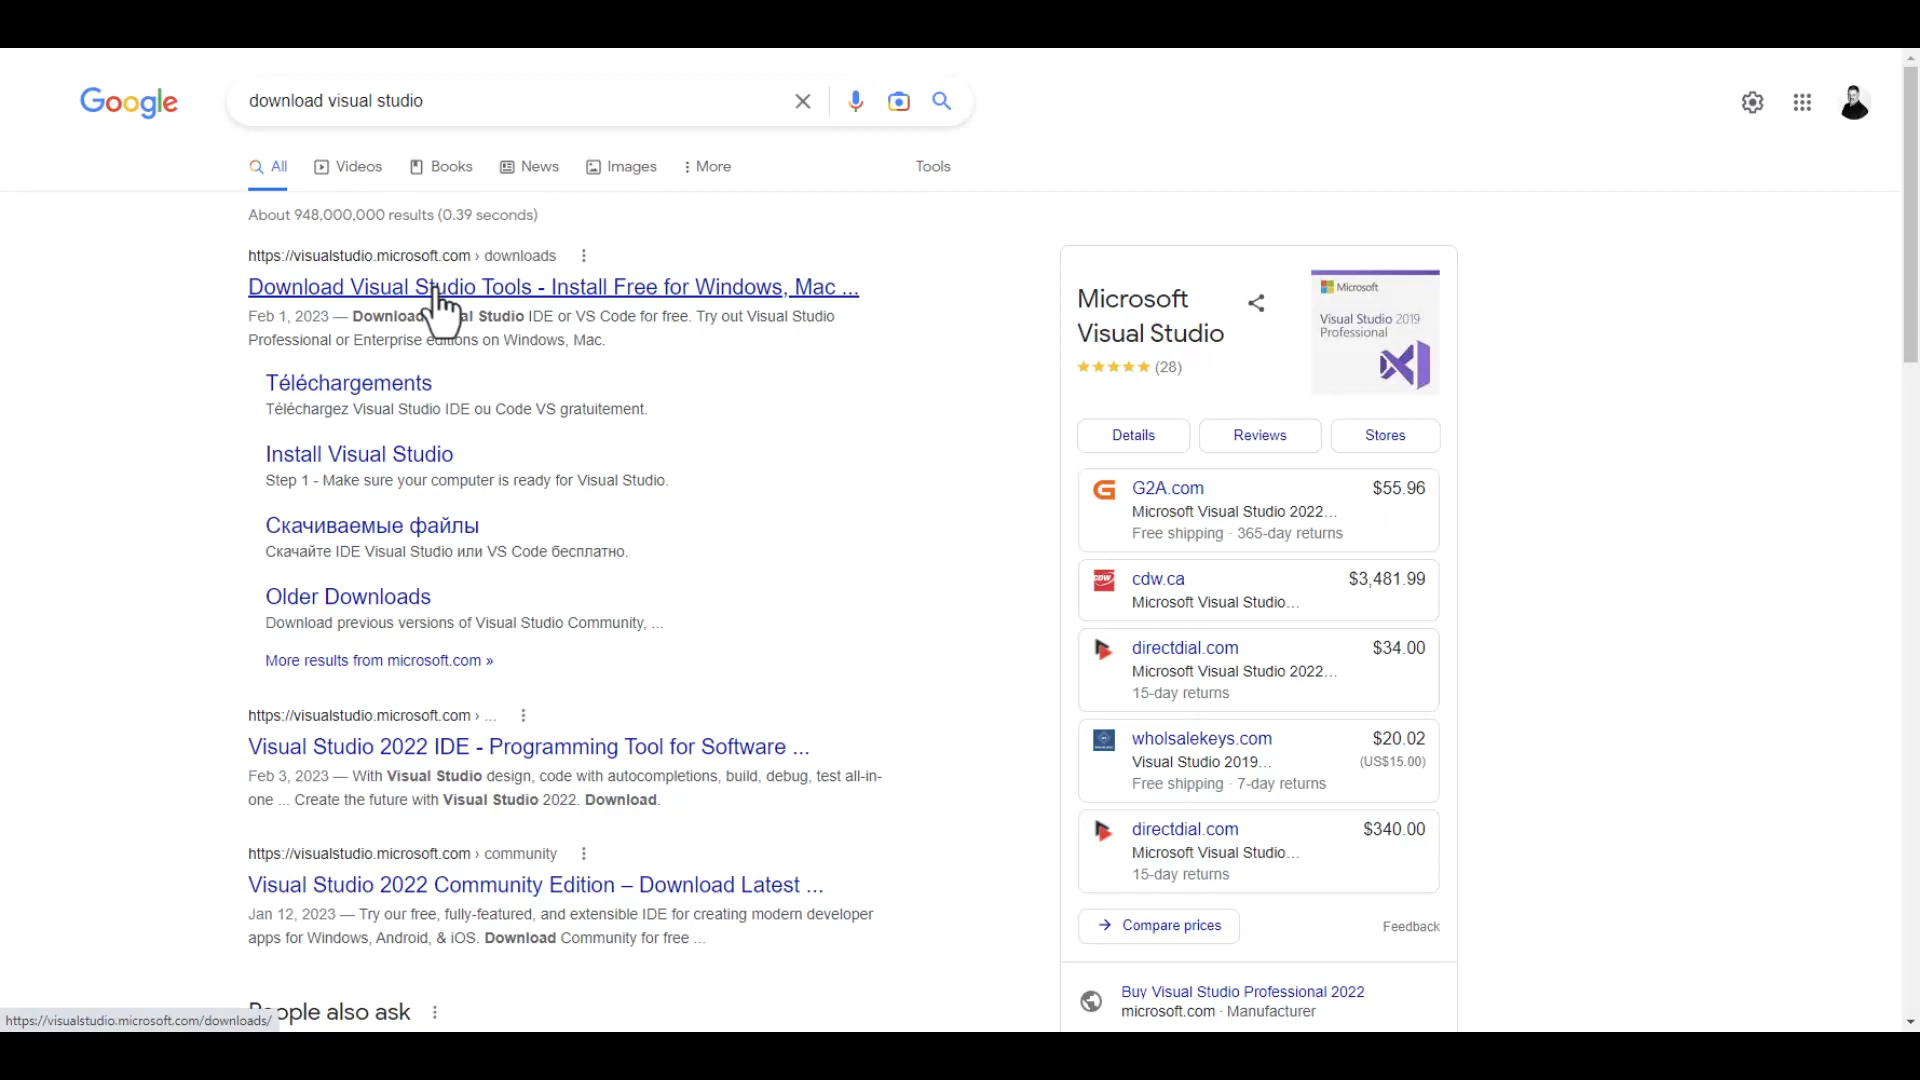 Google
download visual studio
All
Videos
Books
News
Images
More
Tools
About 948,000,000 results (0.39 seconds)
https://visualstudio.microsoft.com › downloads
Download Visual Studio Tools - Install Free for Windows, Mac ...
Feb 1, 2023 — Download Studio IDE or VS Code for free. Try out Visual Studio
Professional or Enterprise editions on Windows, Mac.
Téléchargements
Téléchargez Visual Studio IDE ou Code VS gratuitement.
Install Visual Studio
Step 1 - Make sure your computer is ready for Visual Studio.
Скачиваемые файлы
Скачайте IDE Visual Studio или VS Code бесплатно.
Older Downloads
Download previous versions of Visual Studio Community, ...
More results from microsoft.com »
https://visualstudio.microsoft.com › ...
Visual Studio 2022 IDE - Programming Tool for Software ...
Feb 3, 2023 — With Visual Studio design, code with autocompletions, build, debug, test all-in-
one ... Create the future with Visual Studio 2022. Download.
https://visualstudio.microsoft.com › community
Visual Studio 2022 Community Edition – Download Latest ...
Jan 12, 2023 — Try our free, fully-featured, and extensible IDE for creating modern developer
apps for Windows, Android, & iOS. Download Community for free ...
People also ask
https://visualstudio.microsoft.com/downloads/
Microsoft
Visual Studio
(28)
Microsoft
Visual Studio 2019
Professional
Details
Reviews
Stores
G2A.com $55.96
Microsoft Visual Studio 2022...
Free shipping · 365-day returns
CDW
cdw.ca $3,481.99
Microsoft Visual Studio...
directdial.com $34.00
Microsoft Visual Studio 2022...
15-day returns
wholsalekeys.com $20.02
Visual Studio 2019... (US$15.00)
Free shipping · 7-day returns
directdial.com $340.00
Microsoft Visual Studio...
15-day returns
Compare prices
Feedback
Buy Visual Studio Professional 2022
microsoft.com · Manufacturer